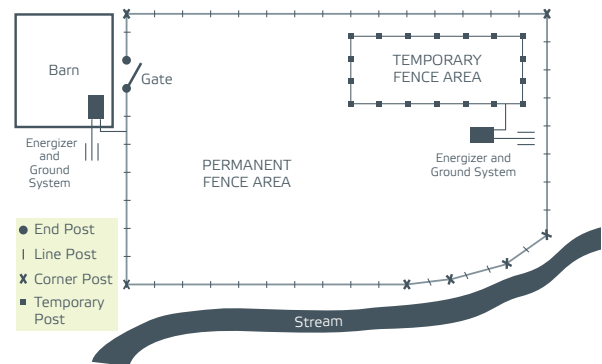 Barn
Gate
TEMPORARY
FENCE AREA
Energizer
and
Ground
System
Energizer and
Ground System
PERMANENT
FENCE AREA
End Post
Line Post
Corner Post
Temporary
Post
Stream